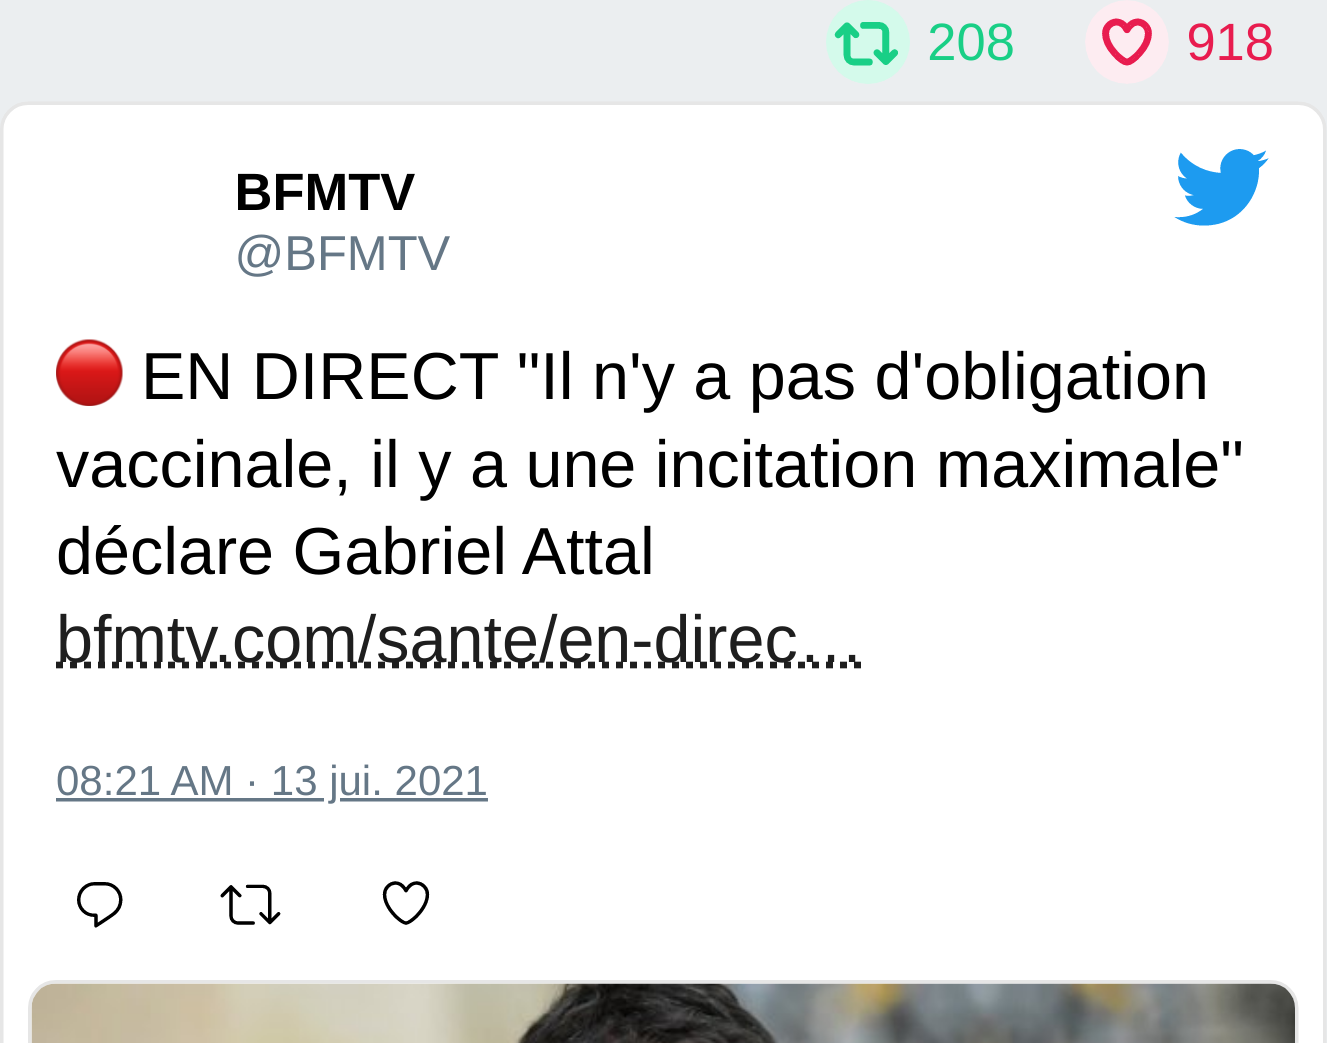 208 918
BFMTV
@BFMTV
🔴 EN DIRECT "Il n'y a pas d'obligation
vaccinale, il y a une incitation maximale"
déclare Gabriel Attal
bfmtv.com/sante/en-direc…
08:21 AM · 13 jui. 2021